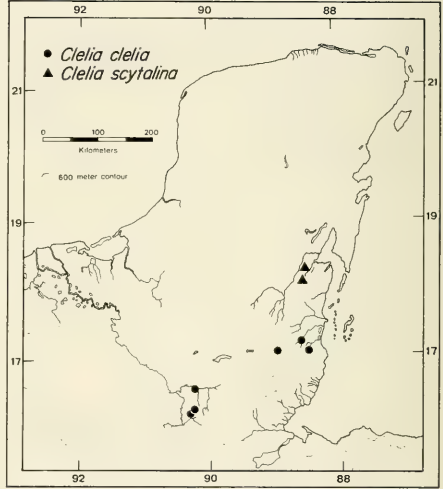 92 90 88
● Clelia clelia
▲ Clelia scytalina
21 21
0 100 200
Kilometers
600 meter contour
19 19
17 17
92 90 88